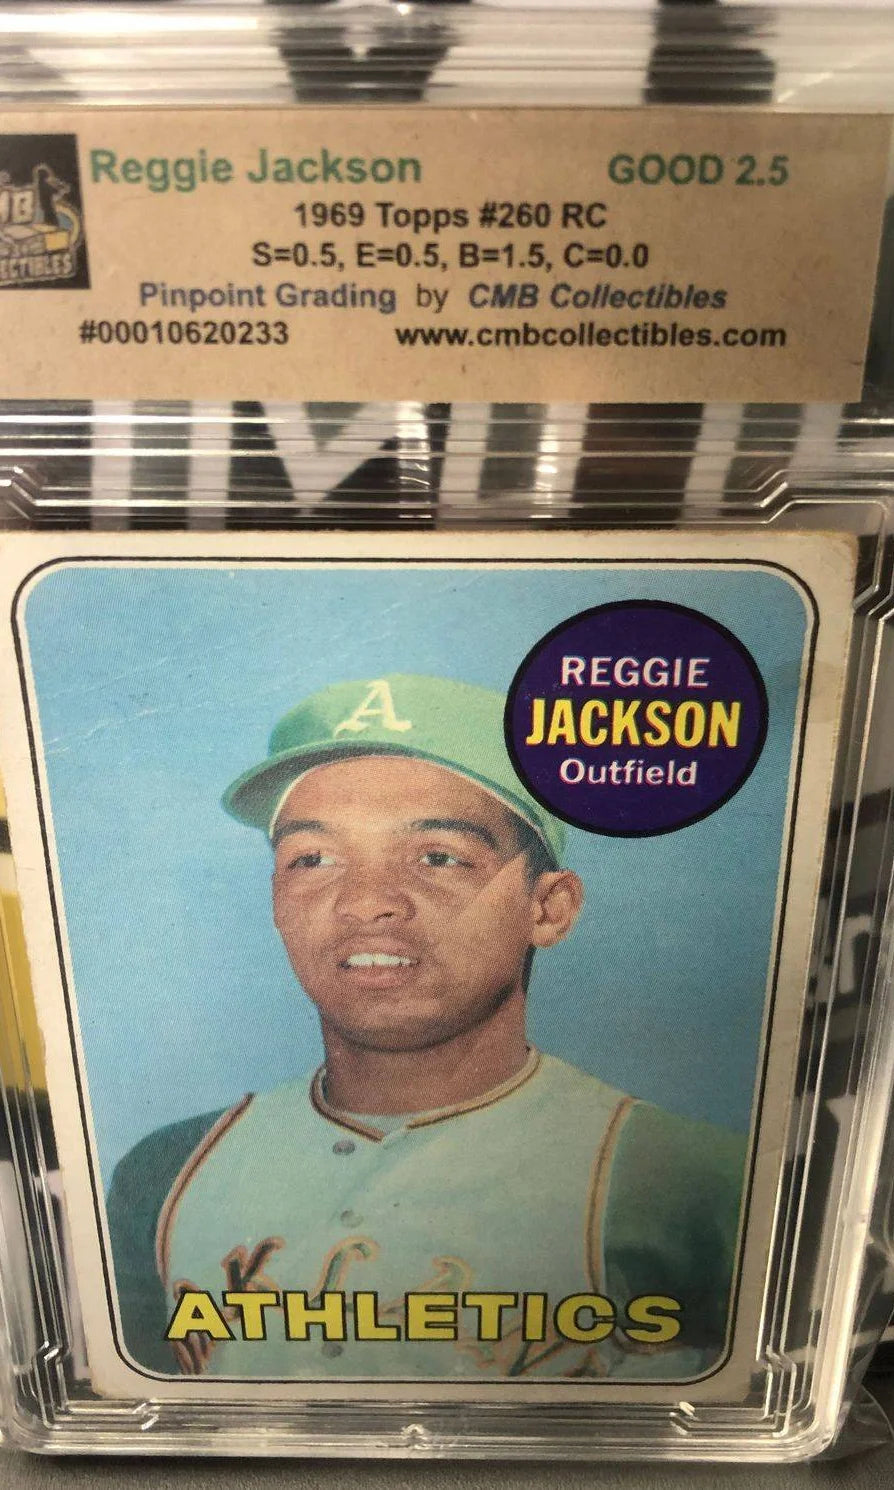 Reggie Jackson GOOD 2.5
1969 Topps #260 RC
S=0.5, E=0.5, B=1.5, C=0.0
Pinpoint Grading by CMB Collectibles
#00010620233 www.cmbcollectibles.com
A
REGGIE
JACKSON
Outfield
ATHLETICS